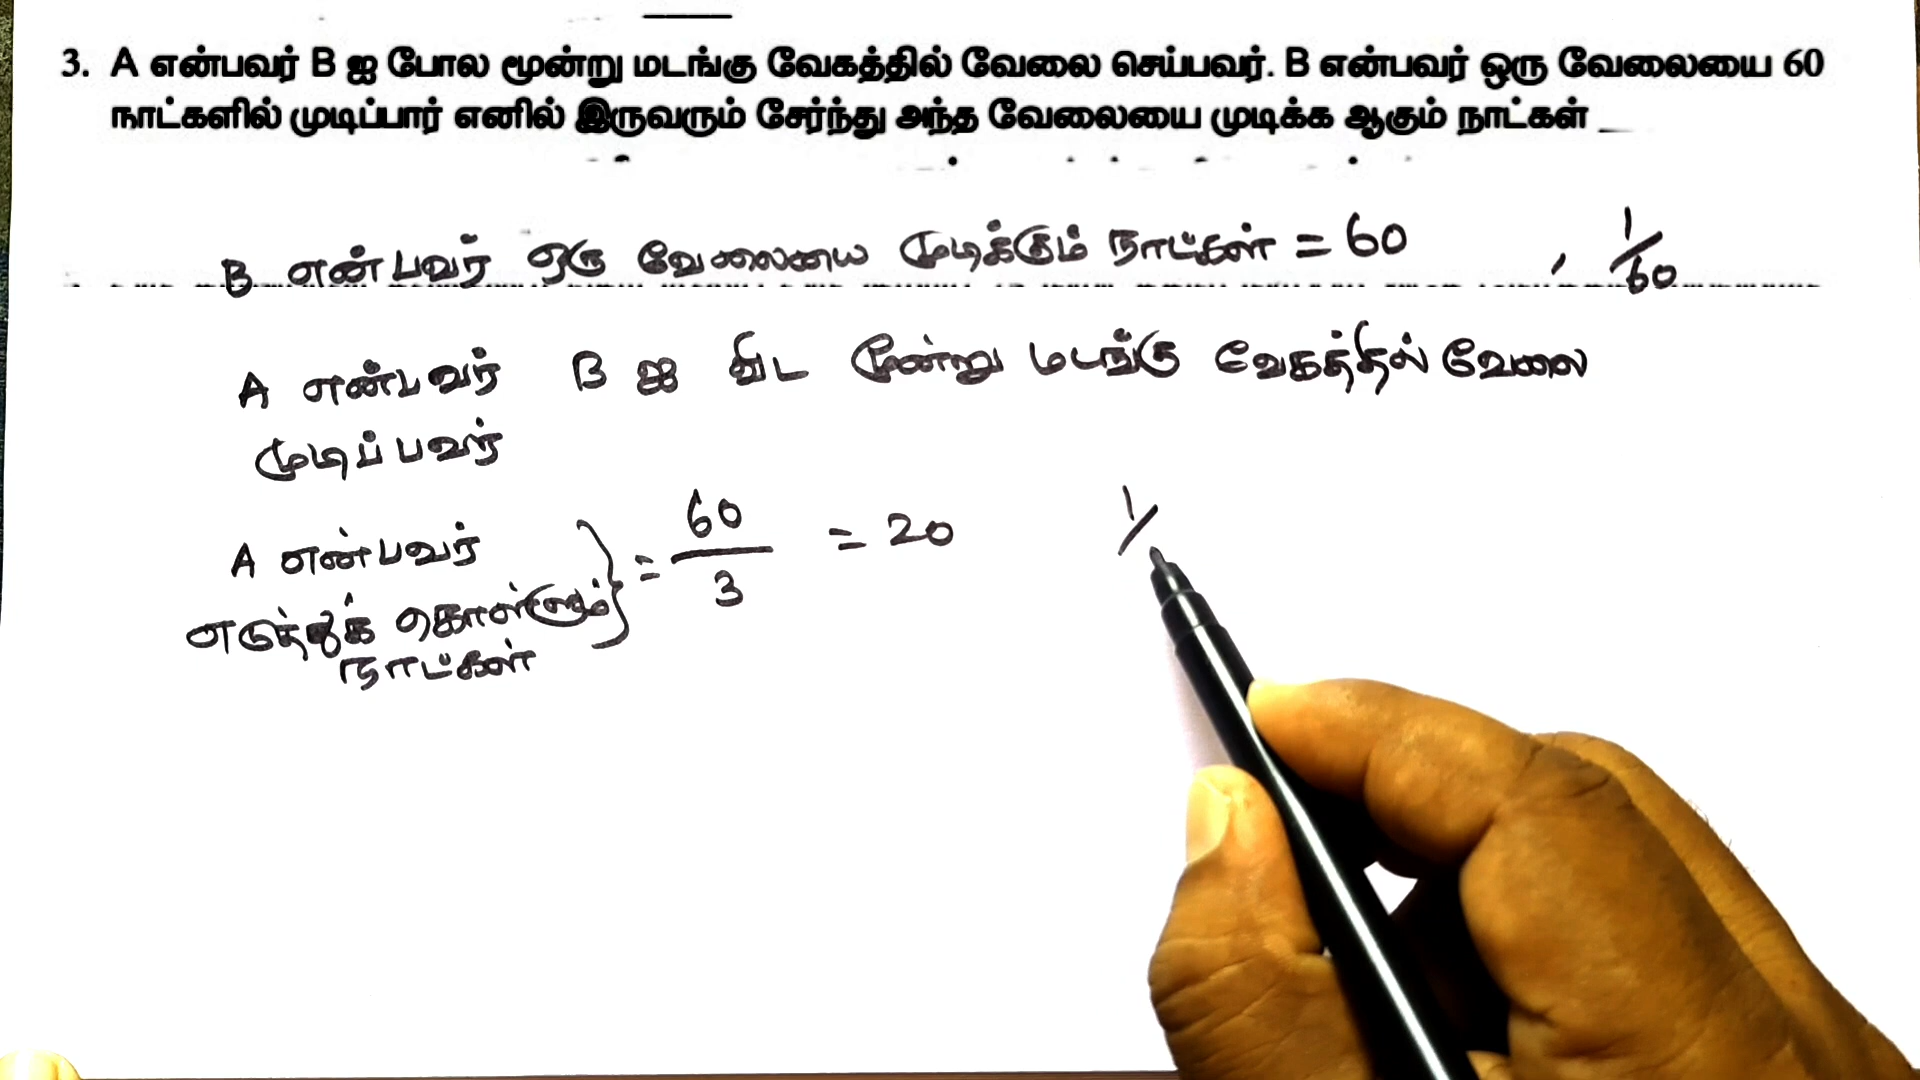 3. A என்பவர் B ஐ போல மூன்று மடங்கு வேகத்தில் வேலை செய்பவர். B என்பவர் ஒரு வேலையை 60
நாட்களில் முடிப்பார் எனில் இருவரும் சேர்ந்து அந்த வேலையை முடிக்க ஆகும் நாட்கள் __
B என்பவர் ஒரு வேலையை முடிக்கும் நாட்கள் = 60 , 1/60
A என்பவர் B ஐ விட மூன்று மடங்கு வேகத்தில் வேலை
முடிப்பவர்
A என்பவர்
எடுத்துக் கொள்ளும்
நாட்கள் } = 60/3 = 20 1/